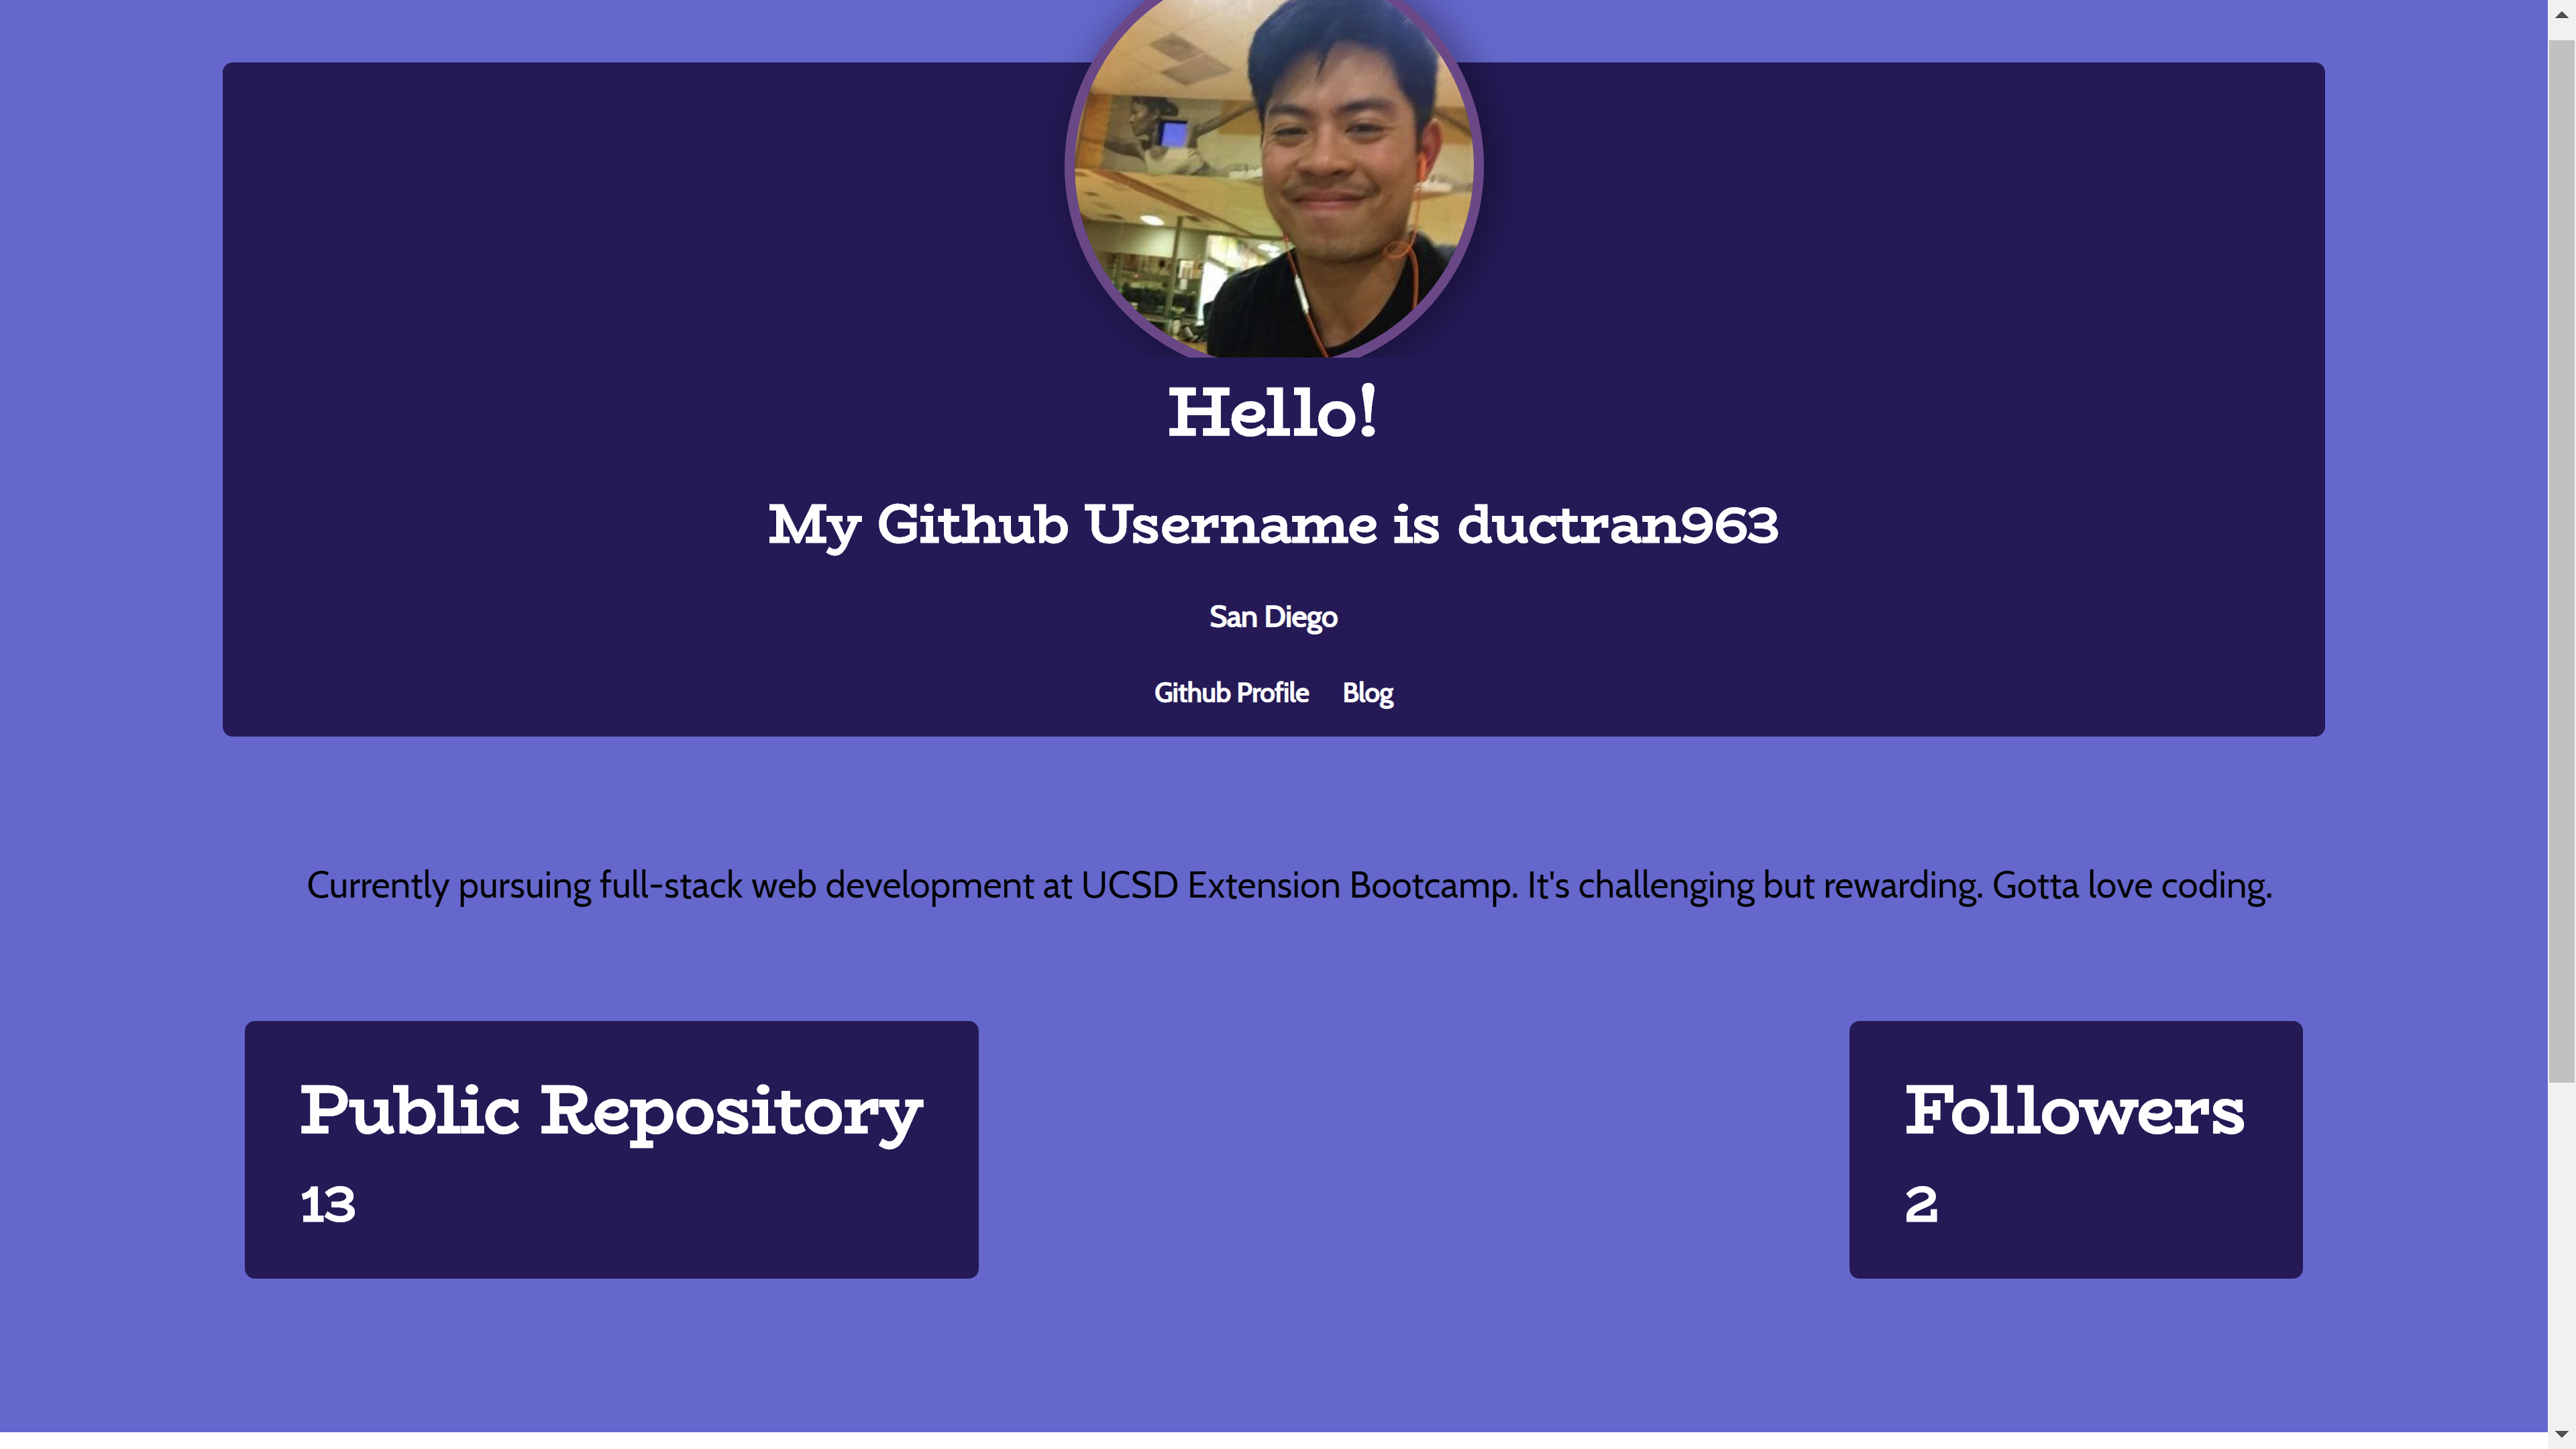 Hello!
My Github Username is ductran963
San Diego
Github Profile Blog
Currently pursuing full-stack web development at UCSD Extension Bootcamp. It's challenging but rewarding. Gotta love coding.
Public Repository
13
Followers
2